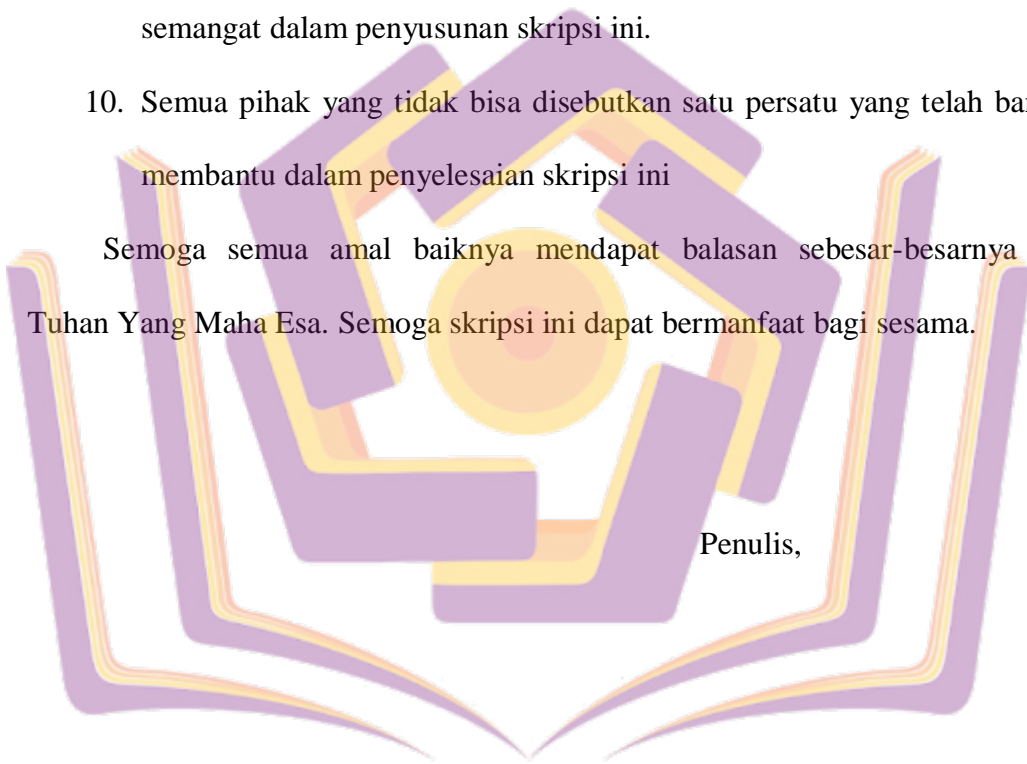 semangat dalam penyusunan skripsi ini.
10. Semua pihak yang tidak bisa disebutkan satu persatu yang telah
membantu dalam penyelesaian skripsi ini
Semoga semua amal baiknya mendapat balasan sebesar-besarnya
Tuhan Yang Maha Esa. Semoga skripsi ini dapat bermanfaat bagi sesama.
Penulis,